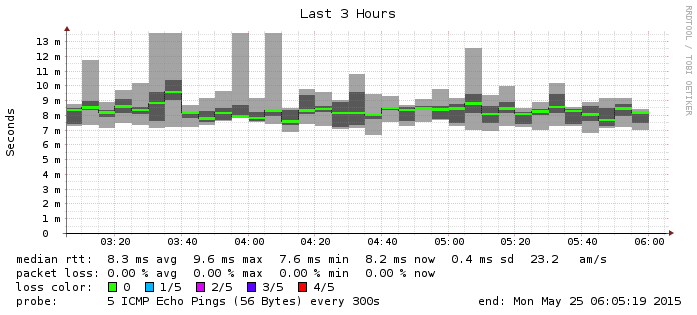 Last 3 Hours
RRDTOOL / TOBI OETIKER
Seconds
13 m
12 m
11 m
10 m
9 m
8 m
7 m
6 m
5 m
4 m
3 m
2 m
1 m
0
03:20 03:40 04:00 04:20 04:40 05:00 05:20 05:40 06:00
median rtt: 8.3 ms avg 9.6 ms max 7.6 ms min 8.2 ms now 0.4 ms sd 23.2 am/s
packet loss: 0.00 % avg 0.00 % max 0.00 % min 0.00 % now
loss color: 0 1/5 2/5 3/5 4/5
probe: 5 ICMP Echo Pings (56 Bytes) every 300s end: Mon May 25 06:05:19 2015